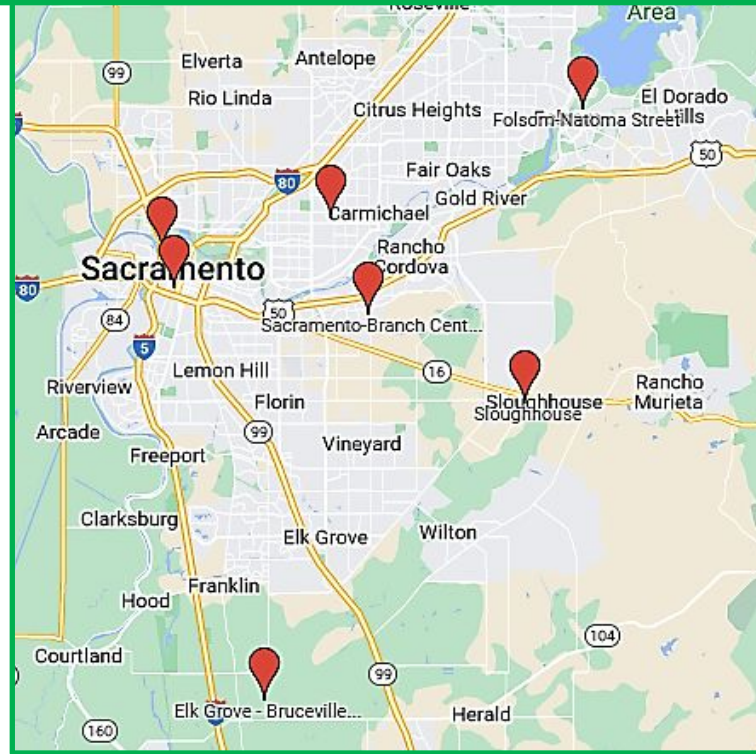 Roseville
Area
Elverta
Antelope
99
Rio Linda
Citrus Heights
El Dorado
Hills
Folsom-Natoma Street
50
80
Fair Oaks
Gold River
Carmichael
Rancho
Cordova
Sacramento
80
50
Sacramento-Branch Cent...
84
5
Lemon Hill
16
Riverview
Florin
Sloughhouse
Sloughhouse
Rancho
Murieta
Arcade
99
Vineyard
Freeport
Clarksburg
Elk Grove
Wilton
Franklin
Hood
104
Courtland
99
Elk Grove - Bruceville...
Herald
160